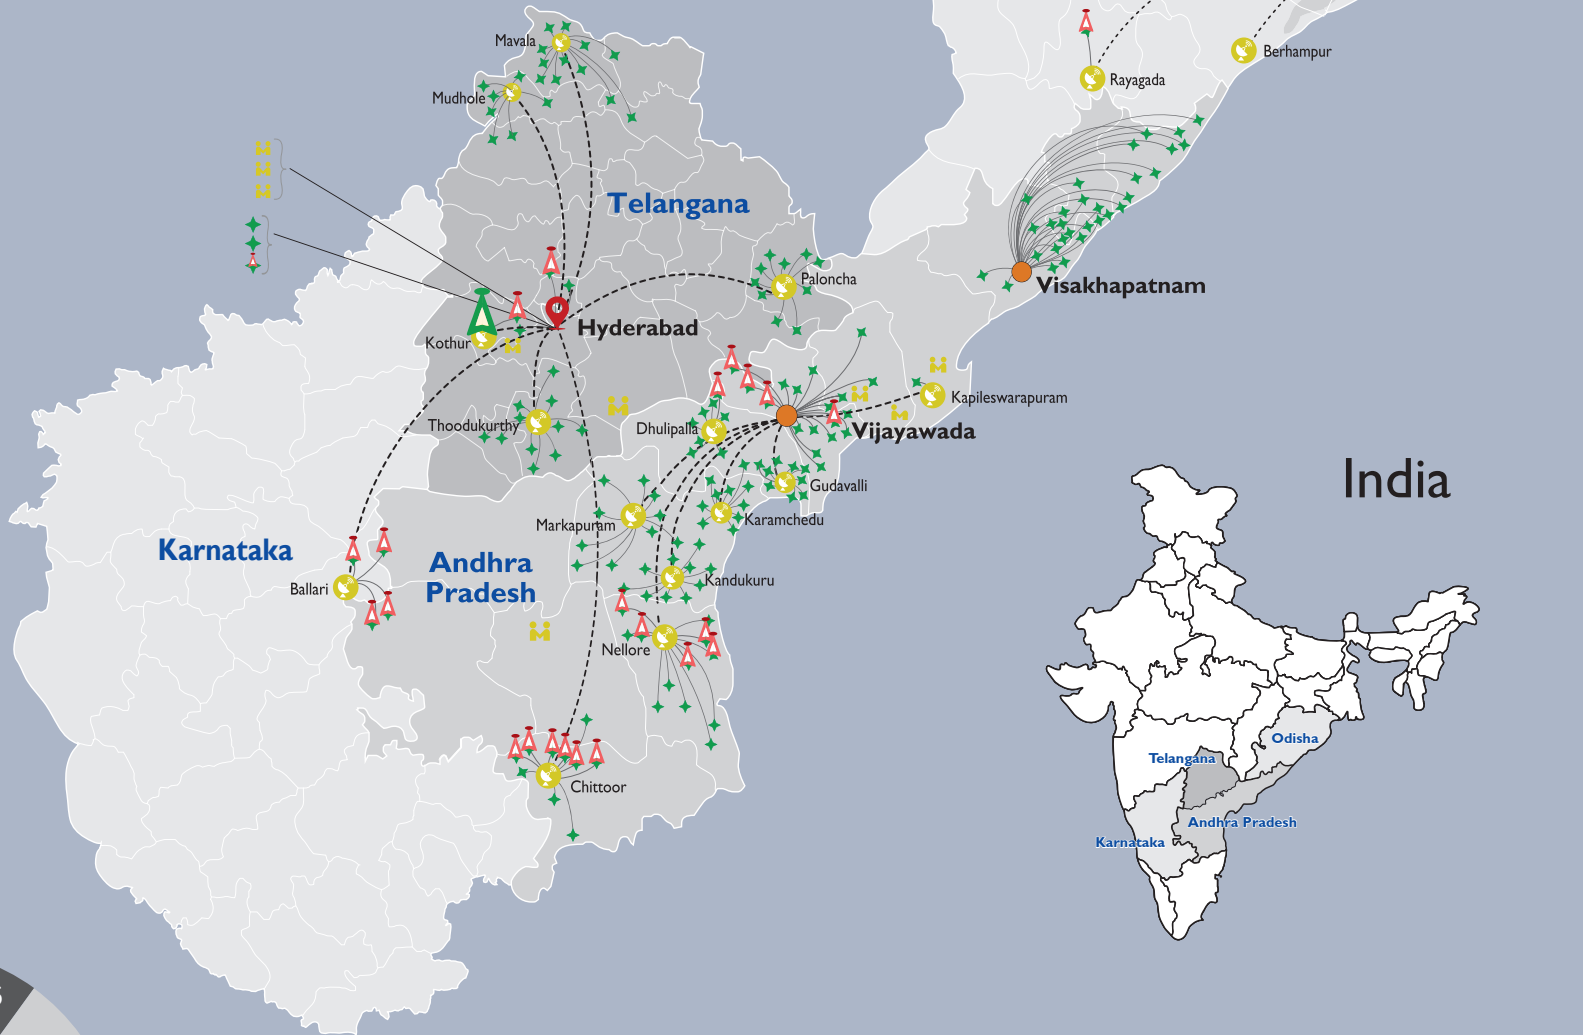 Mavala
Berhampur
Rayagada
Mudhole
Telangana
Paloncha
Visakhapatnam
Hyderabad
Kothur
Kapileswarapuram
Thoodukurthy
Dhulipalla
Vijayawada
Gudavalli
India
Markapuram
Karamchedu
Karnataka
Andhra
Pradesh
Kandukuru
Ballari
Nellore
Chittoor
Odisha
Telangana
Andhra Pradesh
Karnataka